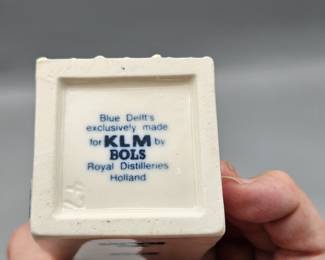 Blue Delft's
exclusively made
for KLM by
BOLS
Royal Distilleries
Holland